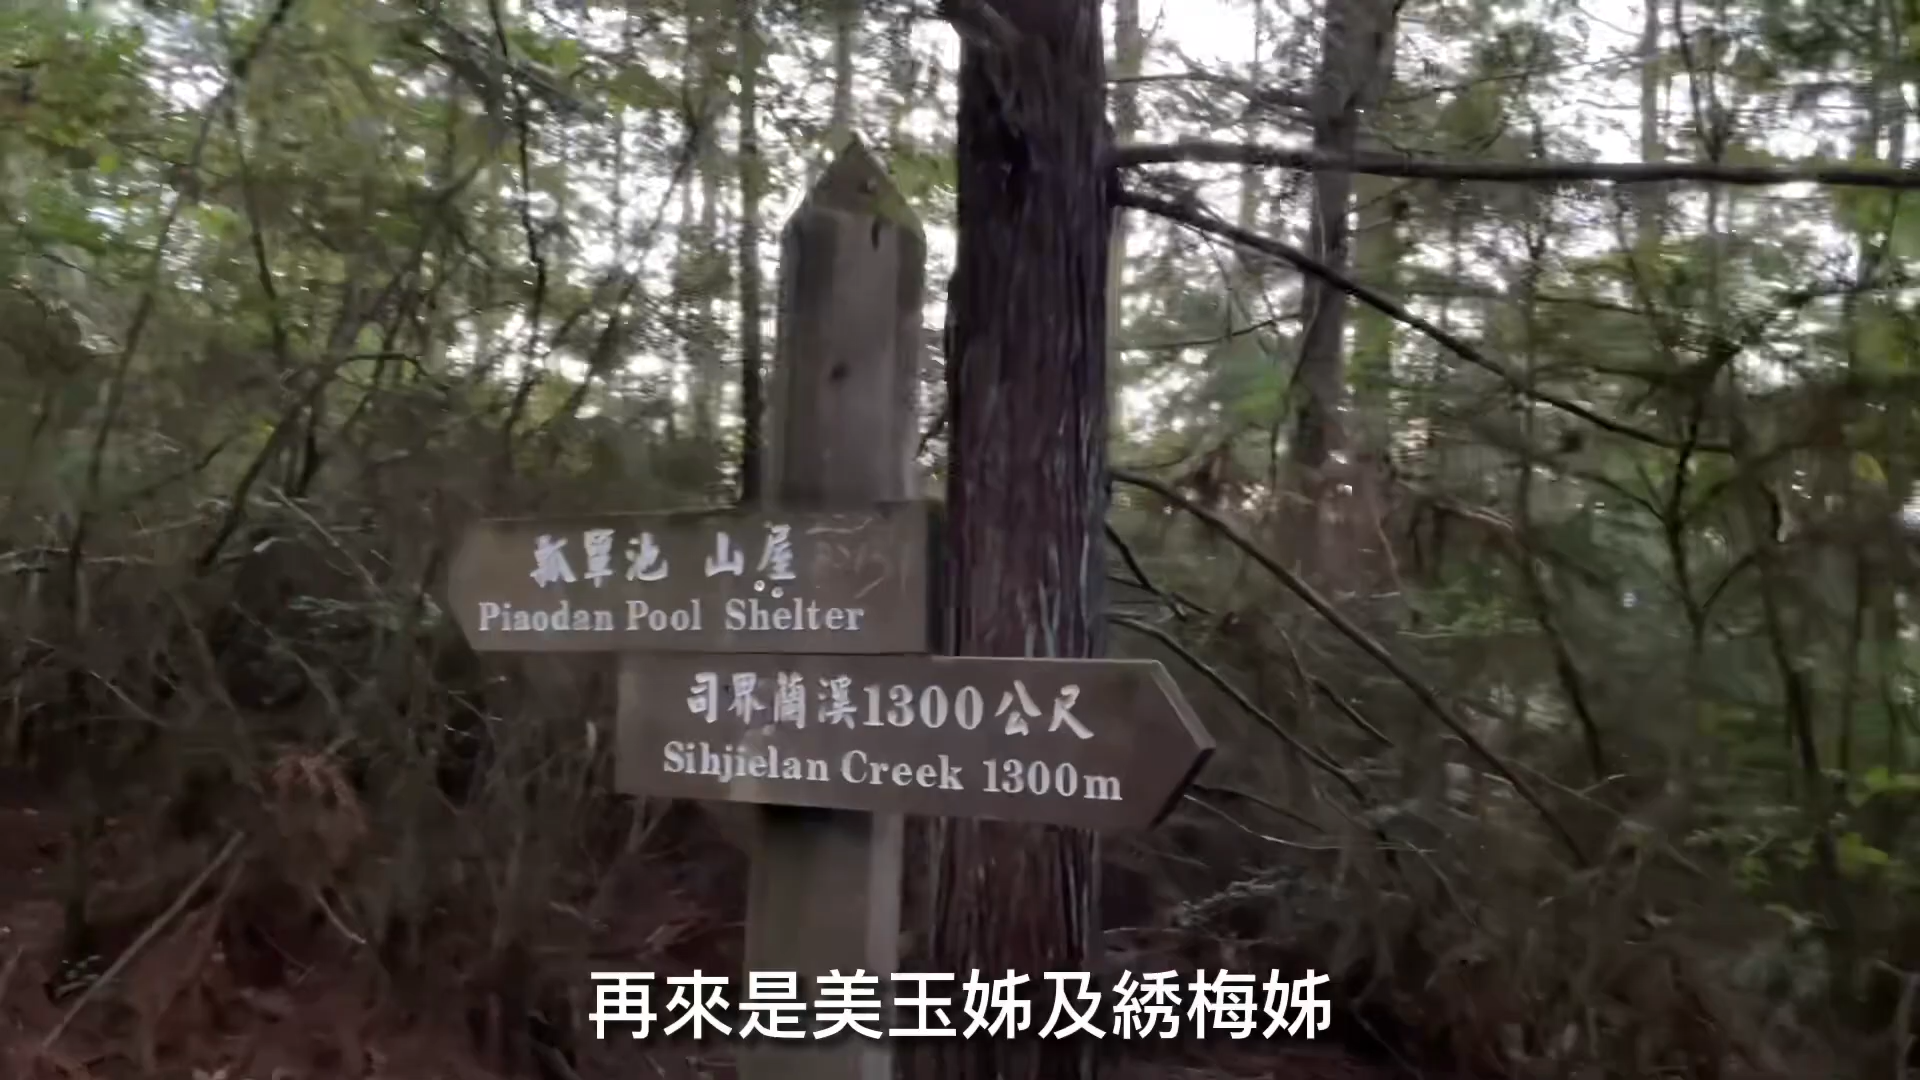 瓢單池 山屋
Piaodan Pool Shelter
司界蘭溪1300公尺
Sihjielan Creek 1300m
再來是美玉姊及綉梅姊